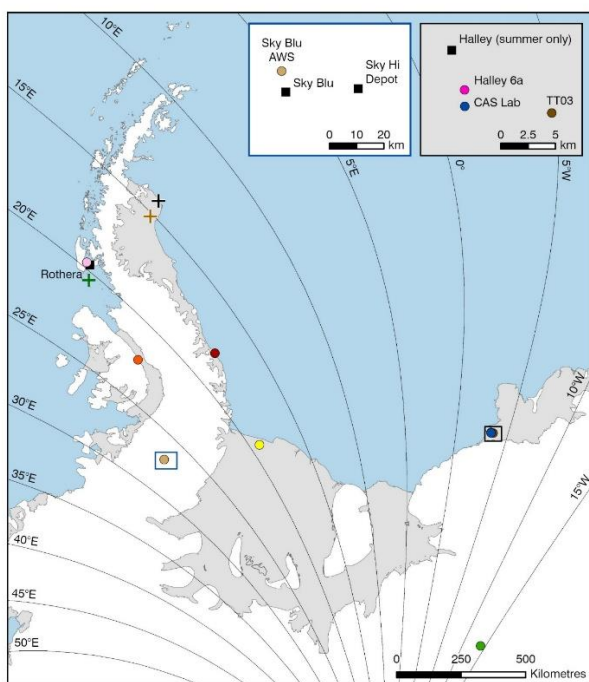 10°E
15°E
20°E
25°E
30°E
35°E
40°E
45°E
50°E
5°E
0°
5°W
10°W
15°W
Rothera
Sky Blu
AWS
Sky Blu
Sky Hi
Depot
0 10 20
km
Halley (summer only)
Halley 6a
CAS Lab
TT03
0 2.5 5
km
0 250 500
Kilometres